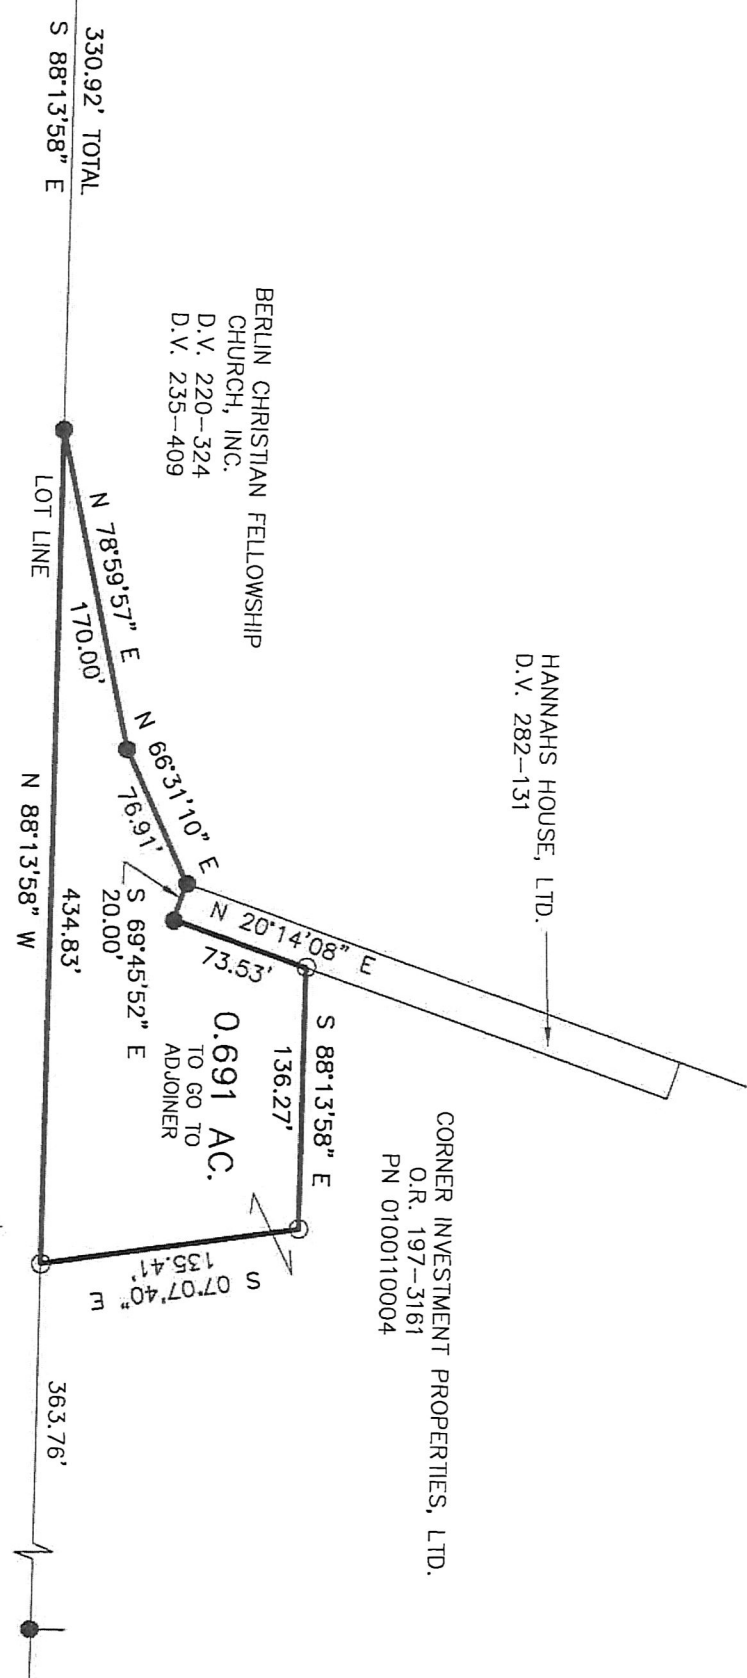 330.92' TOTAL
S 88°13'58" E
BERLIN CHRISTIAN FELLOWSHIP
CHURCH, INC.
D.V. 220-324
D.V. 235-409
HANNAHS HOUSE, LTD.
D.V. 282-131
CORNER INVESTMENT PROPERTIES, LTD.
O.R. 197-3161
PN 0100110004
N 78°59'57" E
170.00'
N 66°31'10" E
76.91'
S 69°45'52" E
20.00'
N 20°14'08" E
73.53'
S 88°13'58" E
136.27'
0.691 AC.
TO GO TO
ADJOINER
S 07°07'40" E
135.41'
LOT LINE
434.83'
N 88°13'58" W
363.76'